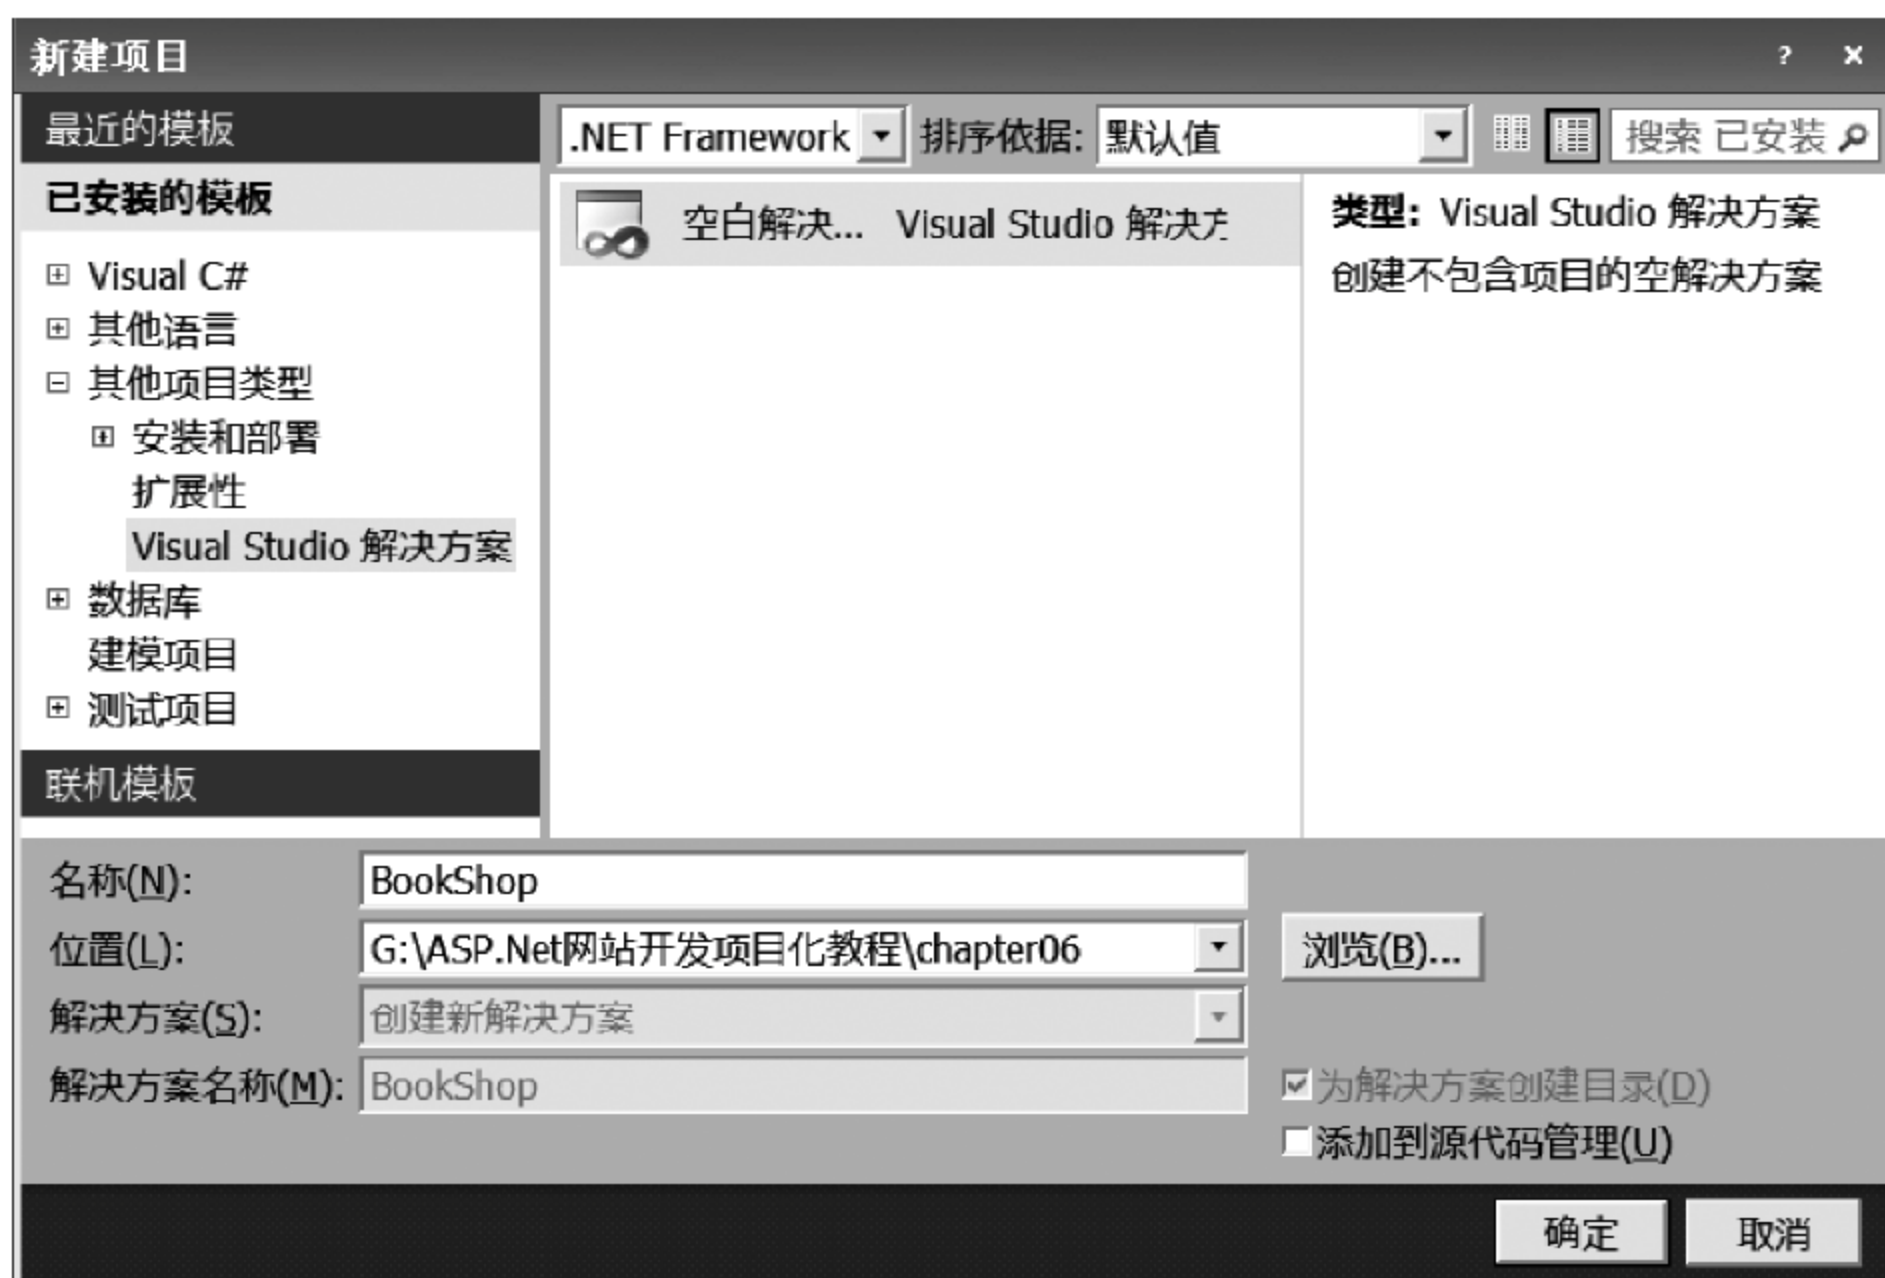 新建项目
最近的模板
已安装的模板
Visual C#
其他语言
其他项目类型
安装和部署
扩展性
Visual Studio 解决方案
数据库
建模项目
测试项目
联机模板
.NET Framework 排序依据: 默认值 搜索 已安装
空白解决... Visual Studio 解决方
类型: Visual Studio 解决方案
创建不包含项目的空解决方案
名称(N): BookShop
位置(L): G:\ASP.Net网站开发项目化教程\chapter06 浏览(B)...
解决方案(S): 创建新解决方案
解决方案名称(M): BookShop 为解决方案创建目录(D)
添加到源代码管理(U)
确定 取消